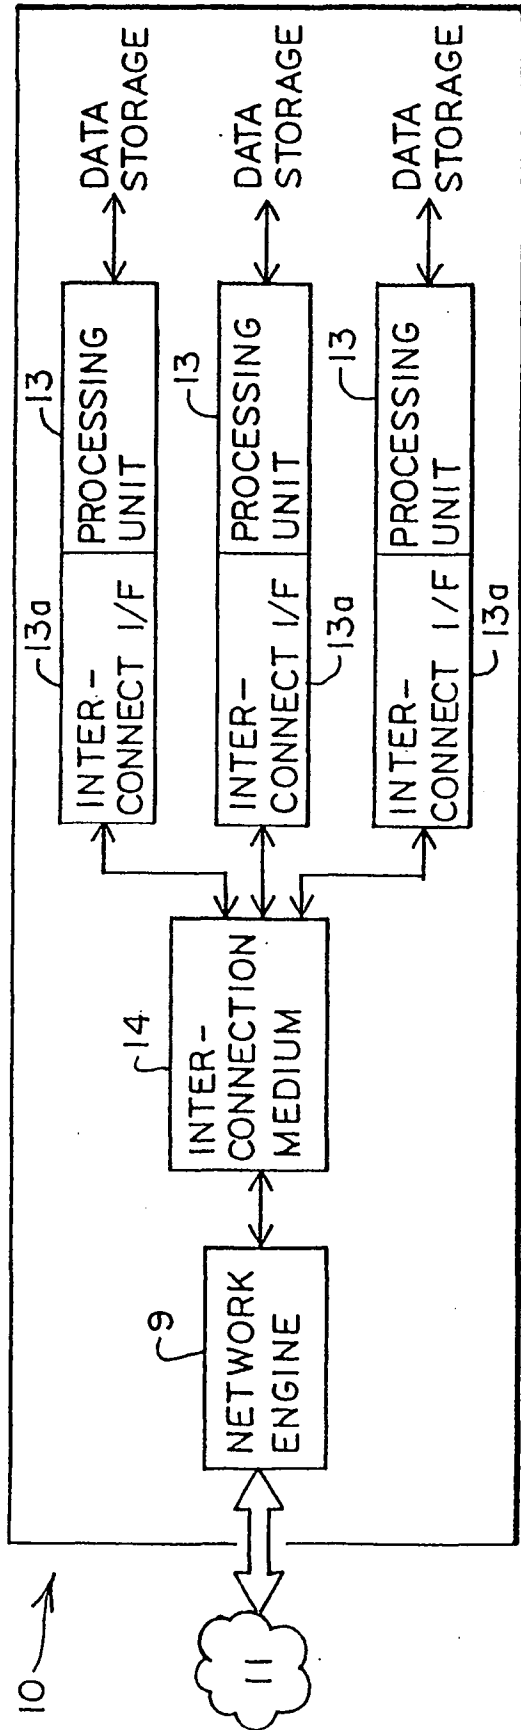 10
11
9
NETWORK
ENGINE
14
INTER-
CONNECTION
MEDIUM
13a
13
INTER-
CONNECT I/F
PROCESSING
UNIT
DATA
STORAGE
13
INTER-
CONNECT I/F
13a
PROCESSING
UNIT
DATA
STORAGE
13
INTER-
CONNECT I/F
13a
PROCESSING
UNIT
DATA
STORAGE